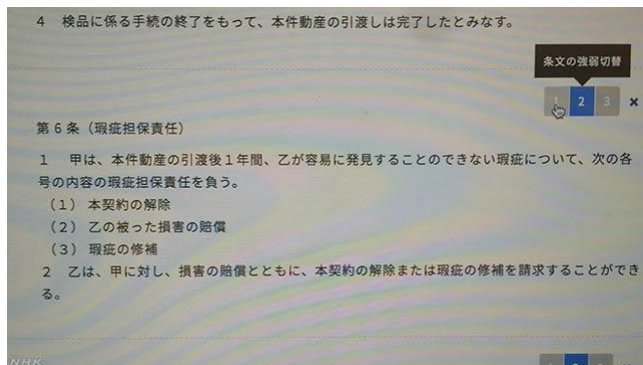 4 検品に係る手続の終了をもって、本件動産の引渡しは完了したとみなす。
条文の強弱切替
1 2 3 ×
第6条（瑕疵担保責任）
1 甲は、本件動産の引渡後1年間、乙が容易に発見することのできない瑕疵について、次の各
号の内容の瑕疵担保責任を負う。
（1）本契約の解除
（2）乙の被った損害の賠償
（3）瑕疵の修補
2 乙は、甲に対し、損害の賠償とともに、本契約の解除または瑕疵の修補を請求することができ
る。
NHK